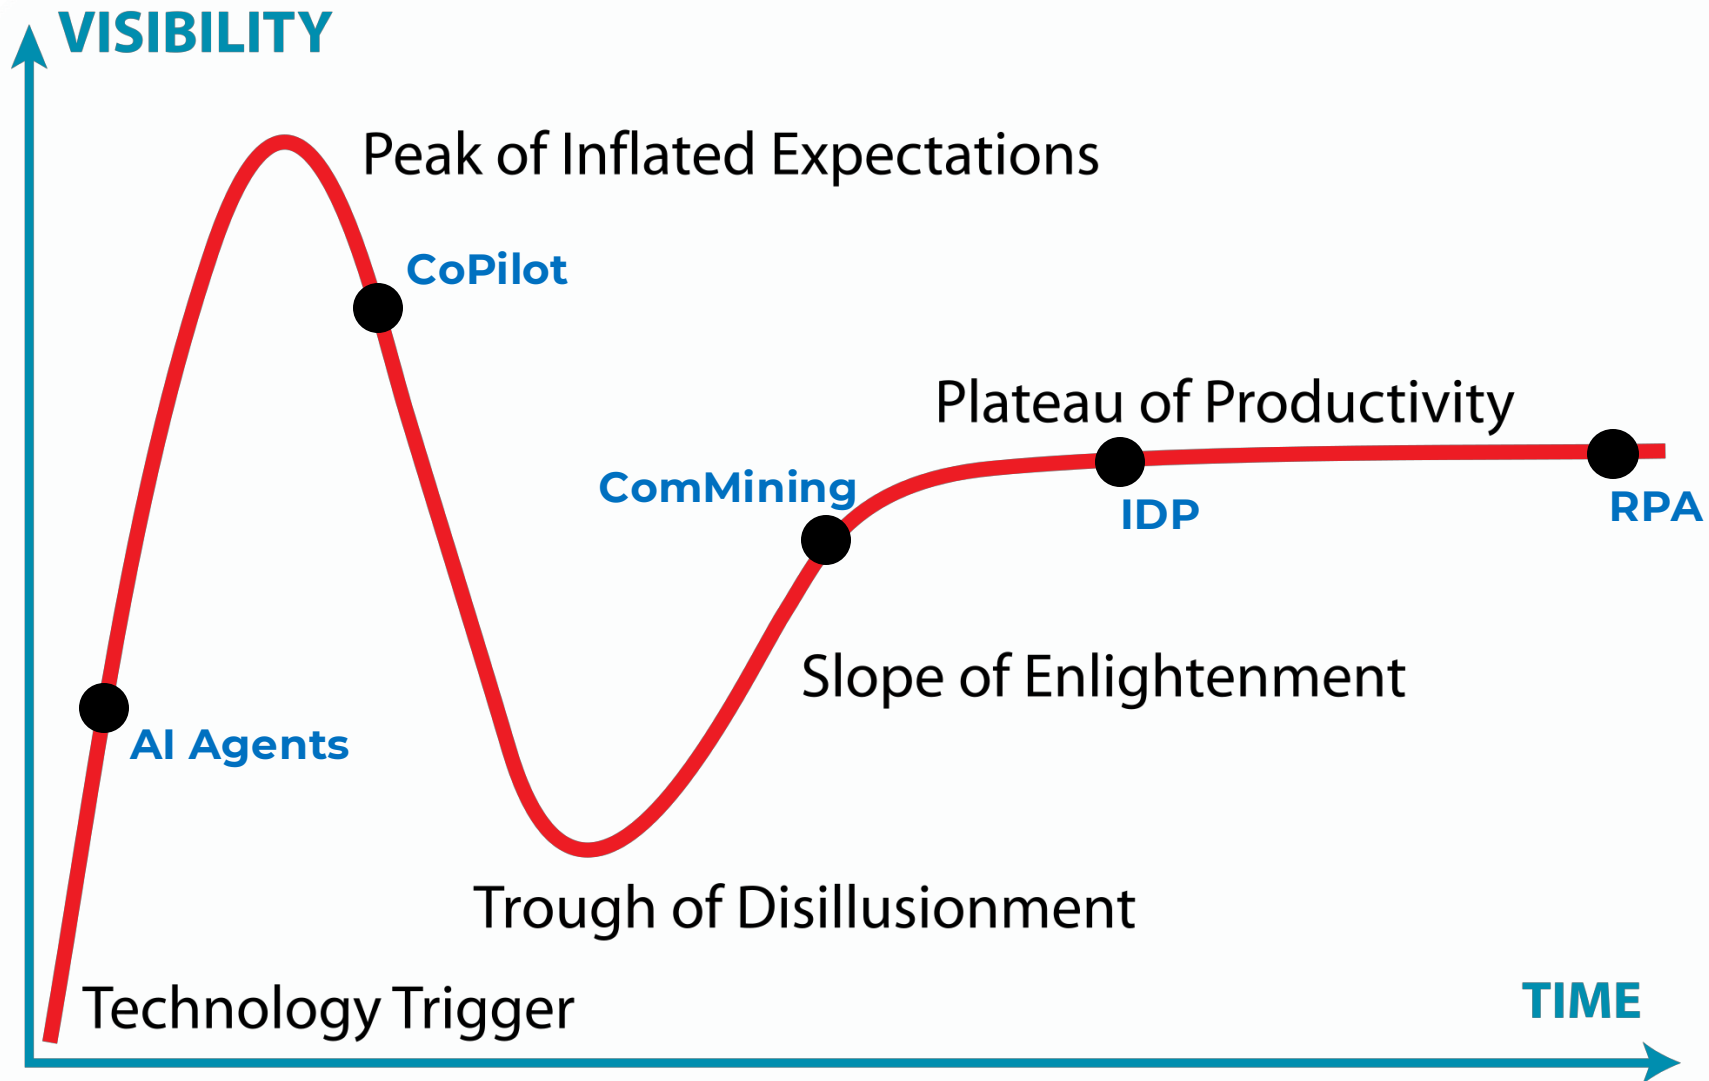 VISIBILITY
Peak of Inflated Expectations
CoPilot
Plateau of Productivity
ComMining
IDP
RPA
Slope of Enlightenment
AI Agents
Trough of Disillusionment
Technology Trigger
TIME